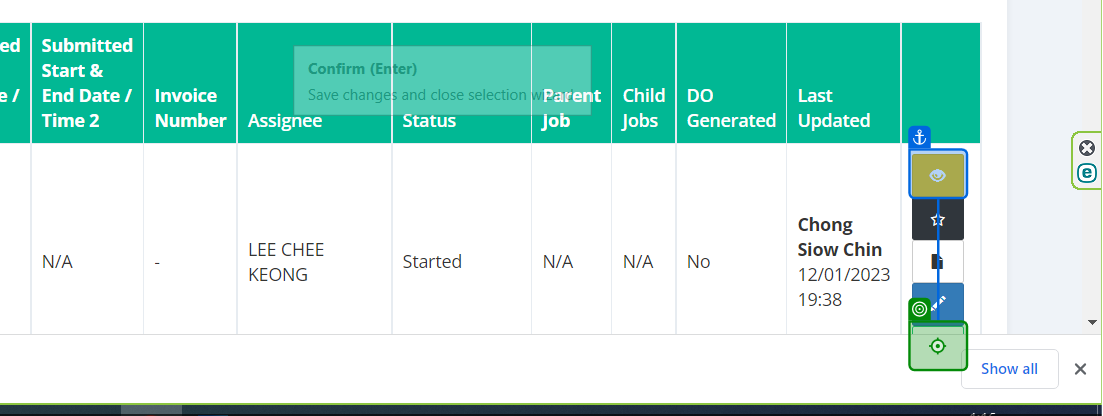 ed
e /
Submitted
Start &
End Date /
Time 2
Invoice
Number
Assignee
Confirm (Enter)
Save changes and close selection
Status
Parent
Job
Child
Jobs
DO
Generated
Last
Updated
N/A
-
LEE CHEE
KEONG
Started
N/A
N/A
No
Chong
Siow Chin
12/01/2023
19:38
e
Show all